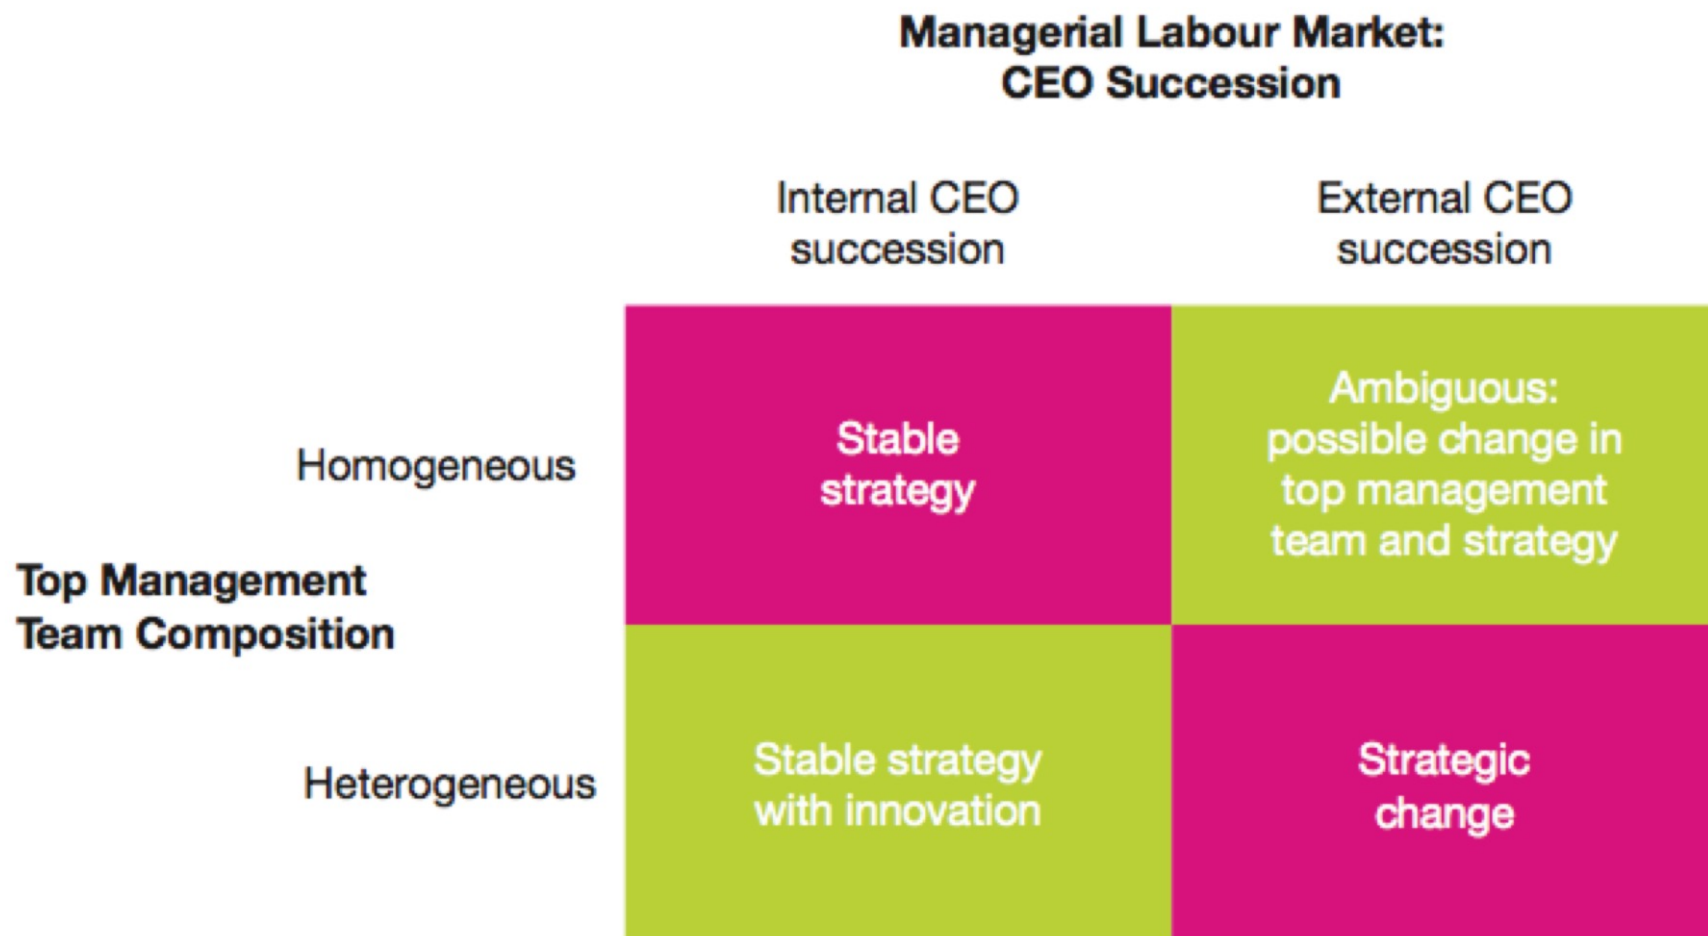 Managerial Labour Market:
CEO Succession
Internal CEO
succession
External CEO
succession
Homogeneous
Stable
strategy
Ambiguous:
possible change in
top management
team and strategy
Top Management
Team Composition
Heterogeneous
Stable strategy
with innovation
Strategic
change